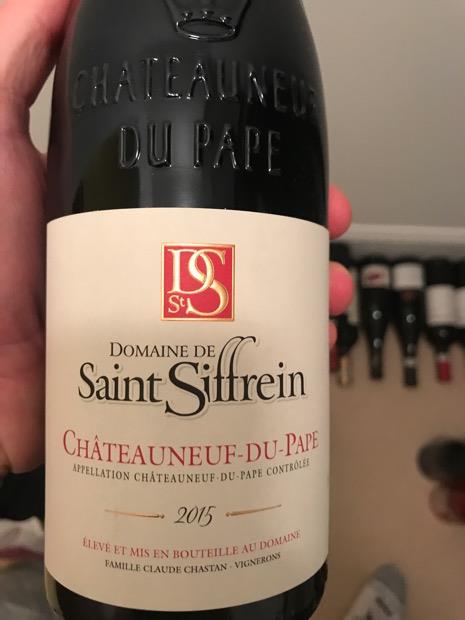 CHATEAUNEUF
DU PAPE
DS
St
DOMAINE DE
Saint Siffrein
CHÂTEAUNEUF-DU-PAPE
APPELLATION CHÂTEAUNEUF-DU-PAPE CONTRÔLÉE
2015
ÉLEVÉ ET MIS EN BOUTEILLE AU DOMAINE
FAMILLE CLAUDE CHASTAN - VIGNERONS